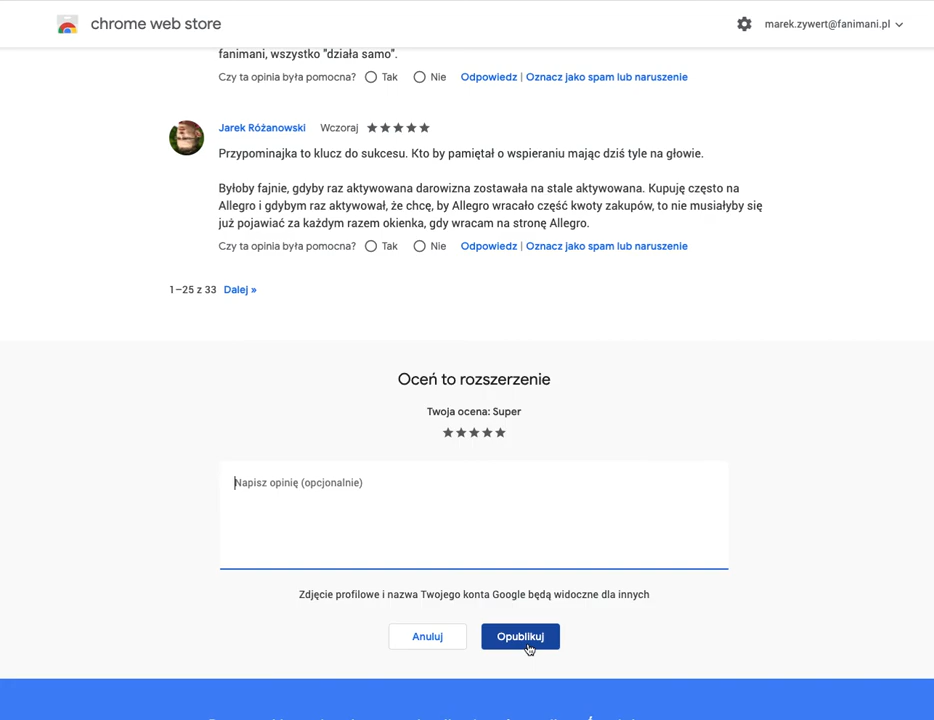 chrome web store
marek.zywert@fanimani.pl
fanimani, wszystko "działa samo".
Czy ta opinia była pomocna? Tak Nie Odpowiedz | Oznacz jako spam lub naruszenie
Jarek Różanowski Wczoraj
Przypominajka to klucz do sukcesu. Kto by pamiętał o wspieraniu mając dziś tyle na głowie.
Byłoby fajnie, gdyby raz aktywowana darowizna zostawała na stale aktywowana. Kupuję często na
Allegro i gdybym raz aktywował, że chcę, by Allegro wracało część kwoty zakupów, to nie musiałyby się
już pojawiać za każdym razem okienka, gdy wracam na stronę Allegro.
Czy ta opinia była pomocna? Tak Nie Odpowiedz | Oznacz jako spam lub naruszenie
1–25 z 33 Dalej »
Oceń to rozszerzenie
Twoja ocena: Super
Napisz opinię (opcjonalnie)
Zdjęcie profilowe i nazwa Twojego konta Google będą widoczne dla innych
Anuluj Opublikuj